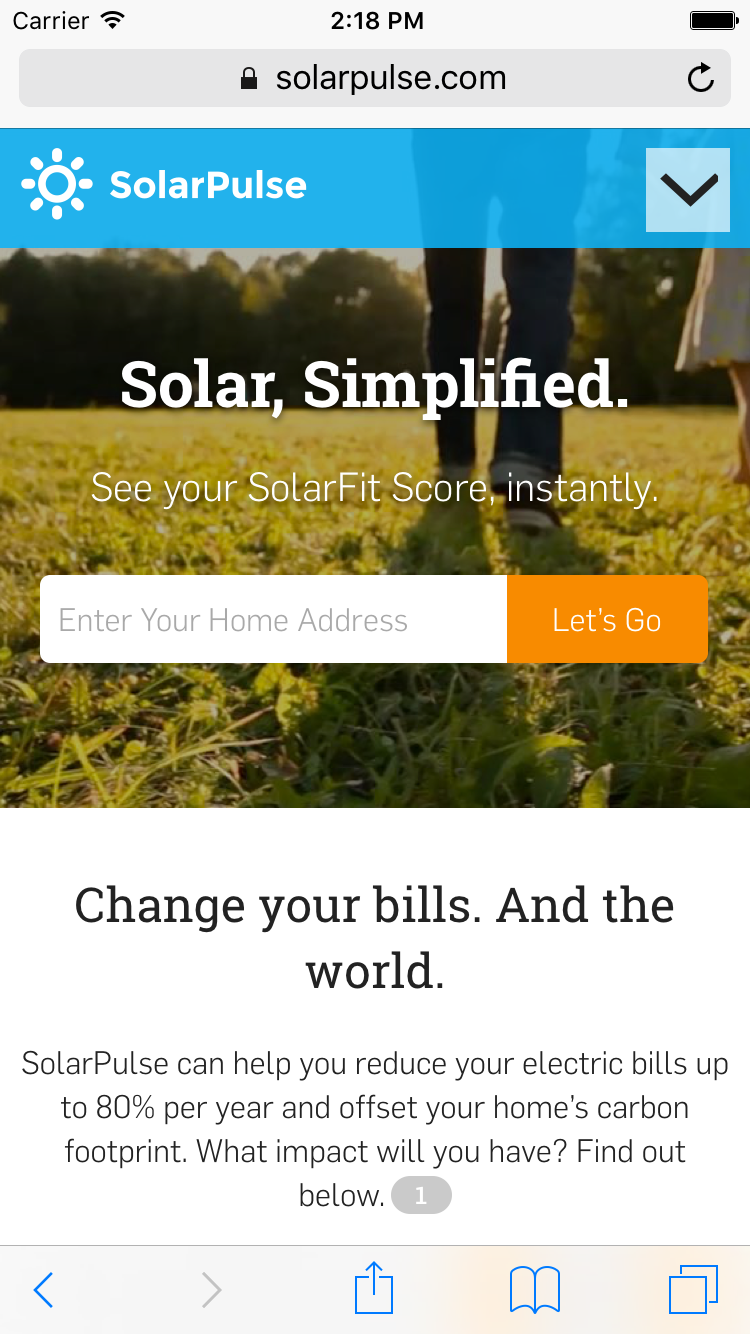 Carrier 2:18 PM
solarpulse.com
SolarPulse
Solar, Simplified.
See your SolarFit Score, instantly.
Enter Your Home Address Let's Go
Change your bills. And the
world.
SolarPulse can help you reduce your electric bills up
to 80% per year and offset your home's carbon
footprint. What impact will you have? Find out
below. 1